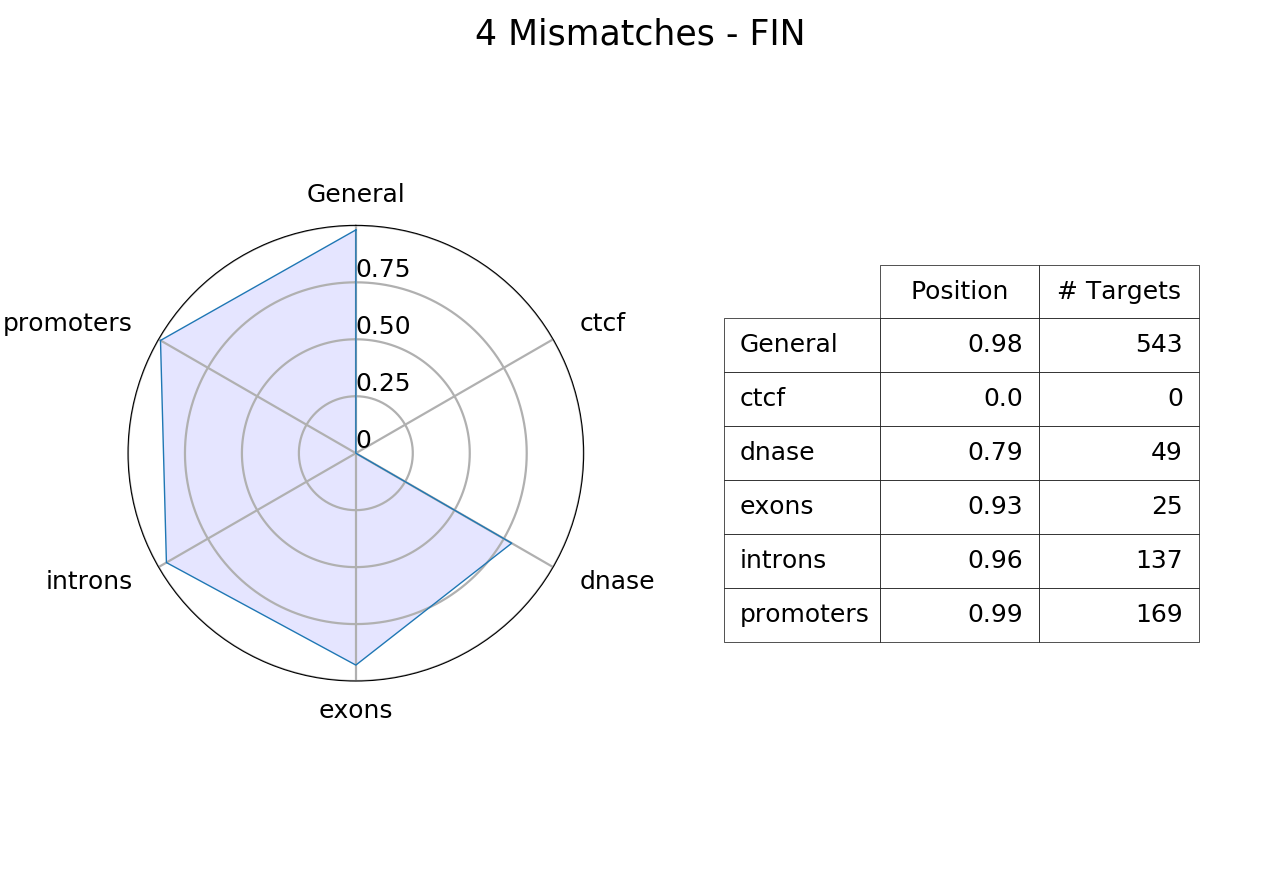 4 Mismatches - FIN
General
promoters
ctcf
0.75
0.50
0.25
0
introns
dnase
exons
Position # Targets
General 0.98 543
ctcf 0.0 0
dnase 0.79 49
exons 0.93 25
introns 0.96 137
promoters 0.99 169